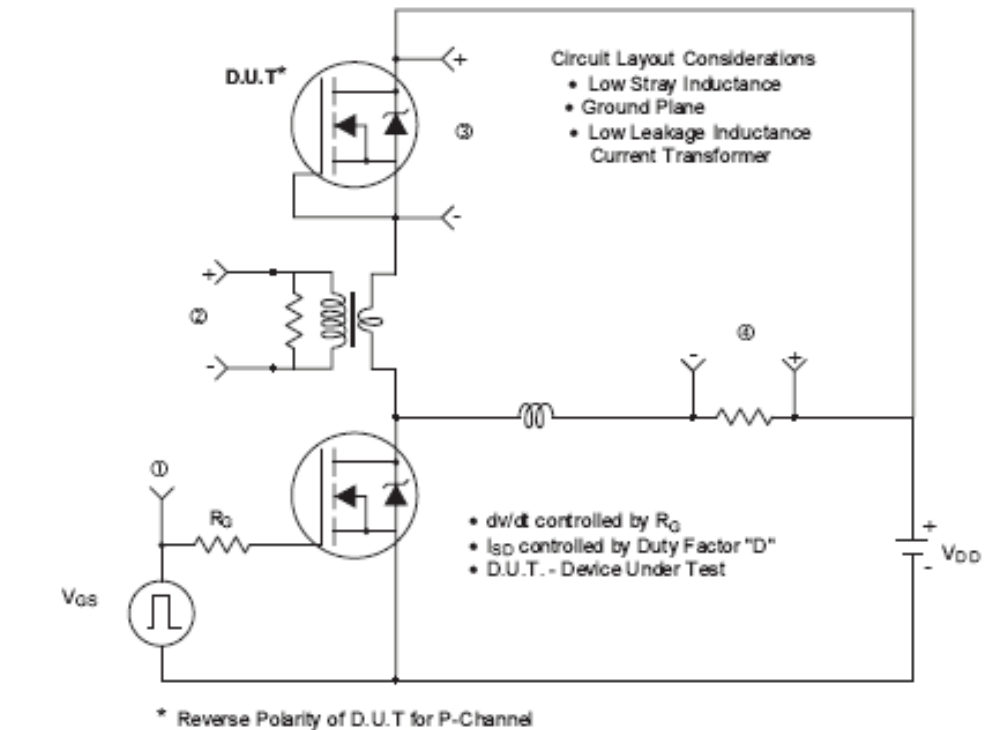 D.U.T*
+
Circuit Layout Considerations
• Low Stray Inductance
• Ground Plane
• Low Leakage Inductance
Current Transformer
③
-
+
②
-
④
-
+
①
RG
• dv/dt controlled by RG
• ISD controlled by Duty Factor "D"
• D.U.T. - Device Under Test
+
VDD
-
VGS
* Reverse Polarity of D.U.T for P-Channel